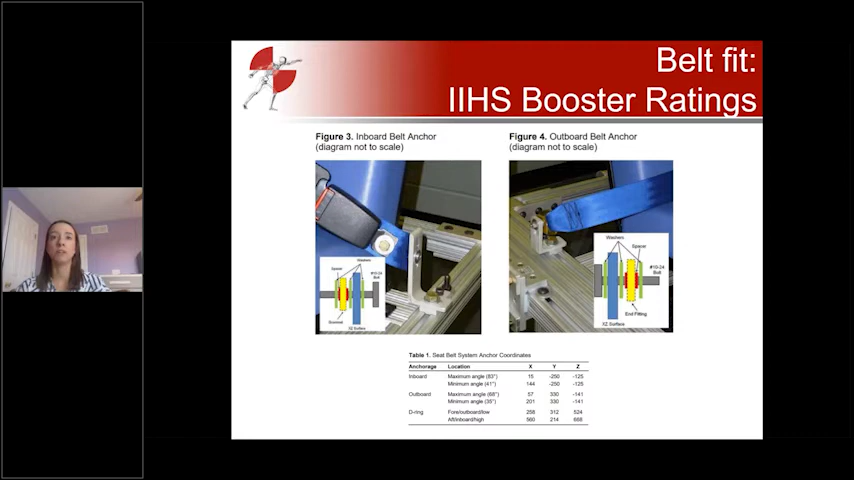 Belt fit:
IIHS Booster Ratings
Figure 3. Inboard Belt Anchor
(diagram not to scale)
Figure 4. Outboard Belt Anchor
(diagram not to scale)
Washers
Spacer
#10-24
Bolt
XZ Surface
Washers
Spacer
#10-24
Bolt
End Fitting
XZ Surface
Table 1. Seat Belt System Anchor Coordinates
Anchorage Location X Y Z
Inboard Maximum angle (83°) 15 -250 -125
Minimum angle (41°) 144 -250 -125
Outboard Maximum angle (68°) 57 330 -141
Minimum angle (35°) 201 330 -141
D-ring Fore/outboard/low 258 312 524
Aft/inboard/high 560 214 668